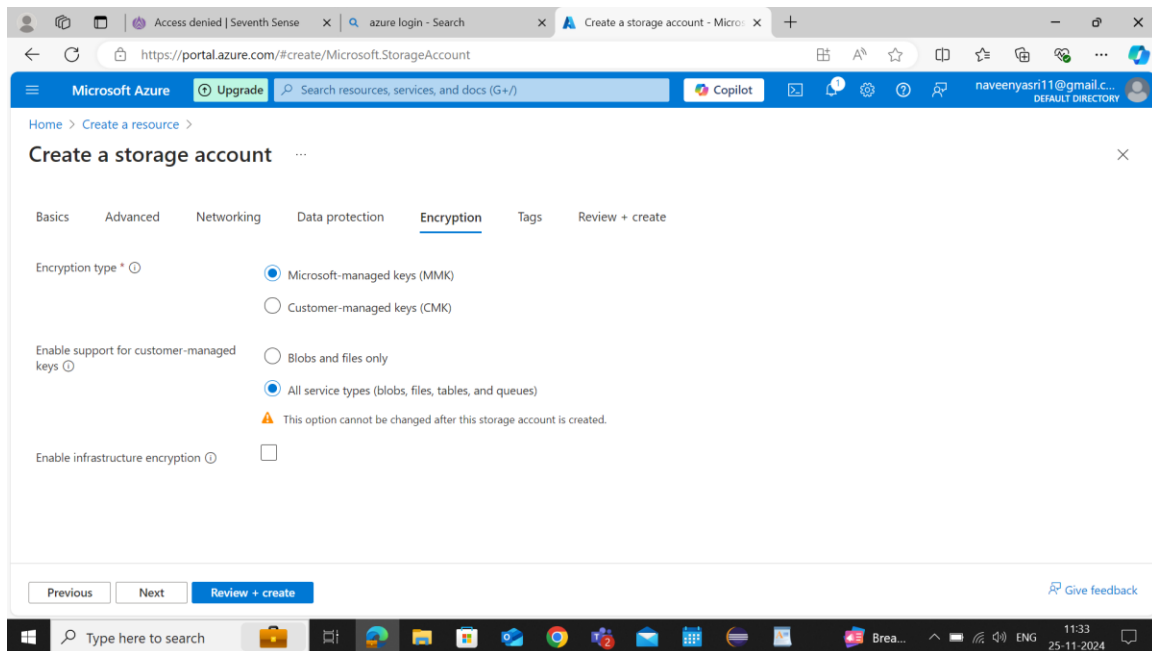 Access denied | Seventh Sense
azure login - Search
Create a storage account - Micros
https://portal.azure.com/#create/Microsoft.StorageAccount
Microsoft Azure
Upgrade
Search resources, services, and docs (G+/)
Copilot
1
naveenyasri11@gmail.c...
DEFAULT DIRECTORY
Home > Create a resource >
Create a storage account ...
Basics Advanced Networking Data protection Encryption Tags Review + create
Encryption type *
Microsoft-managed keys (MMK)
Customer-managed keys (CMK)
Enable support for customer-managed
keys
Blobs and files only
All service types (blobs, files, tables, and queues)
This option cannot be changed after this storage account is created.
Enable infrastructure encryption
Previous Next Review + create Give feedback
Type here to search
2
Brea...
ENG
11:33
25-11-2024